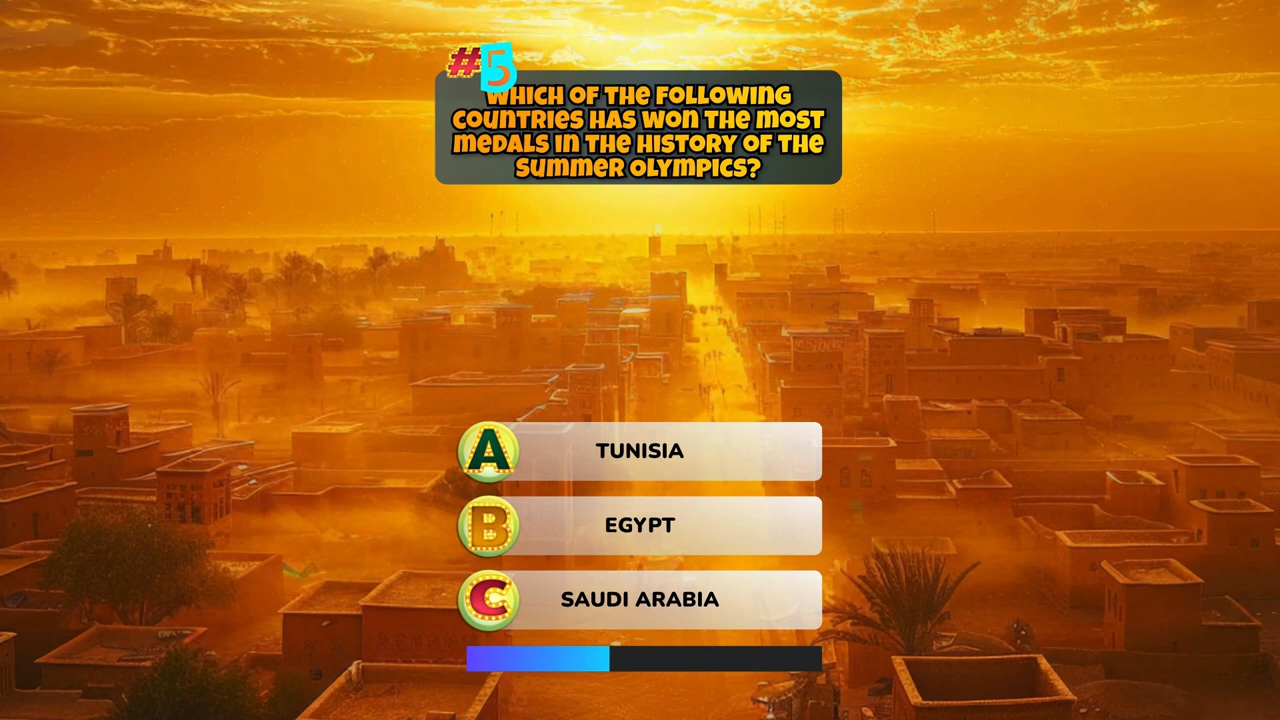 #5
WHICH OF THE FOLLOWING
COUNTRIES HAS WON THE MOST
MEDALS IN THE HISTORY OF THE
SUMMER OLYMPICS?
A TUNISIA
B EGYPT
C SAUDI ARABIA